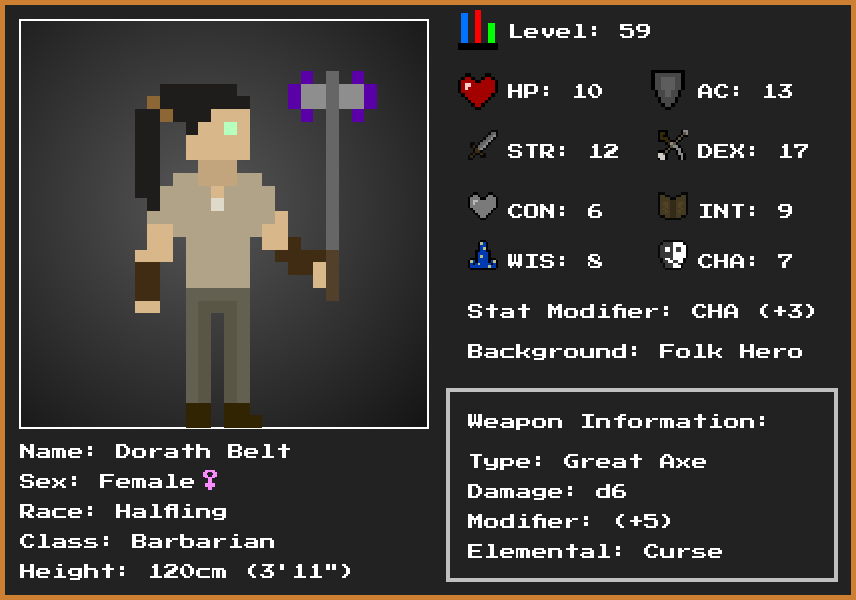 Level: 59
HP: 10
AC: 13
STR: 12
DEX: 17
CON: 6
INT: 9
WIS: 8
CHA: 7
Stat Modifier: CHA (+3)
Background: Folk Hero
Weapon Information:
Type: Great Axe
Damage: d6
Modifier: (+5)
Elemental: Curse
Name: Dorath Belt
Sex: Female♀
Race: Halfling
Class: Barbarian
Height: 120cm (3'11")